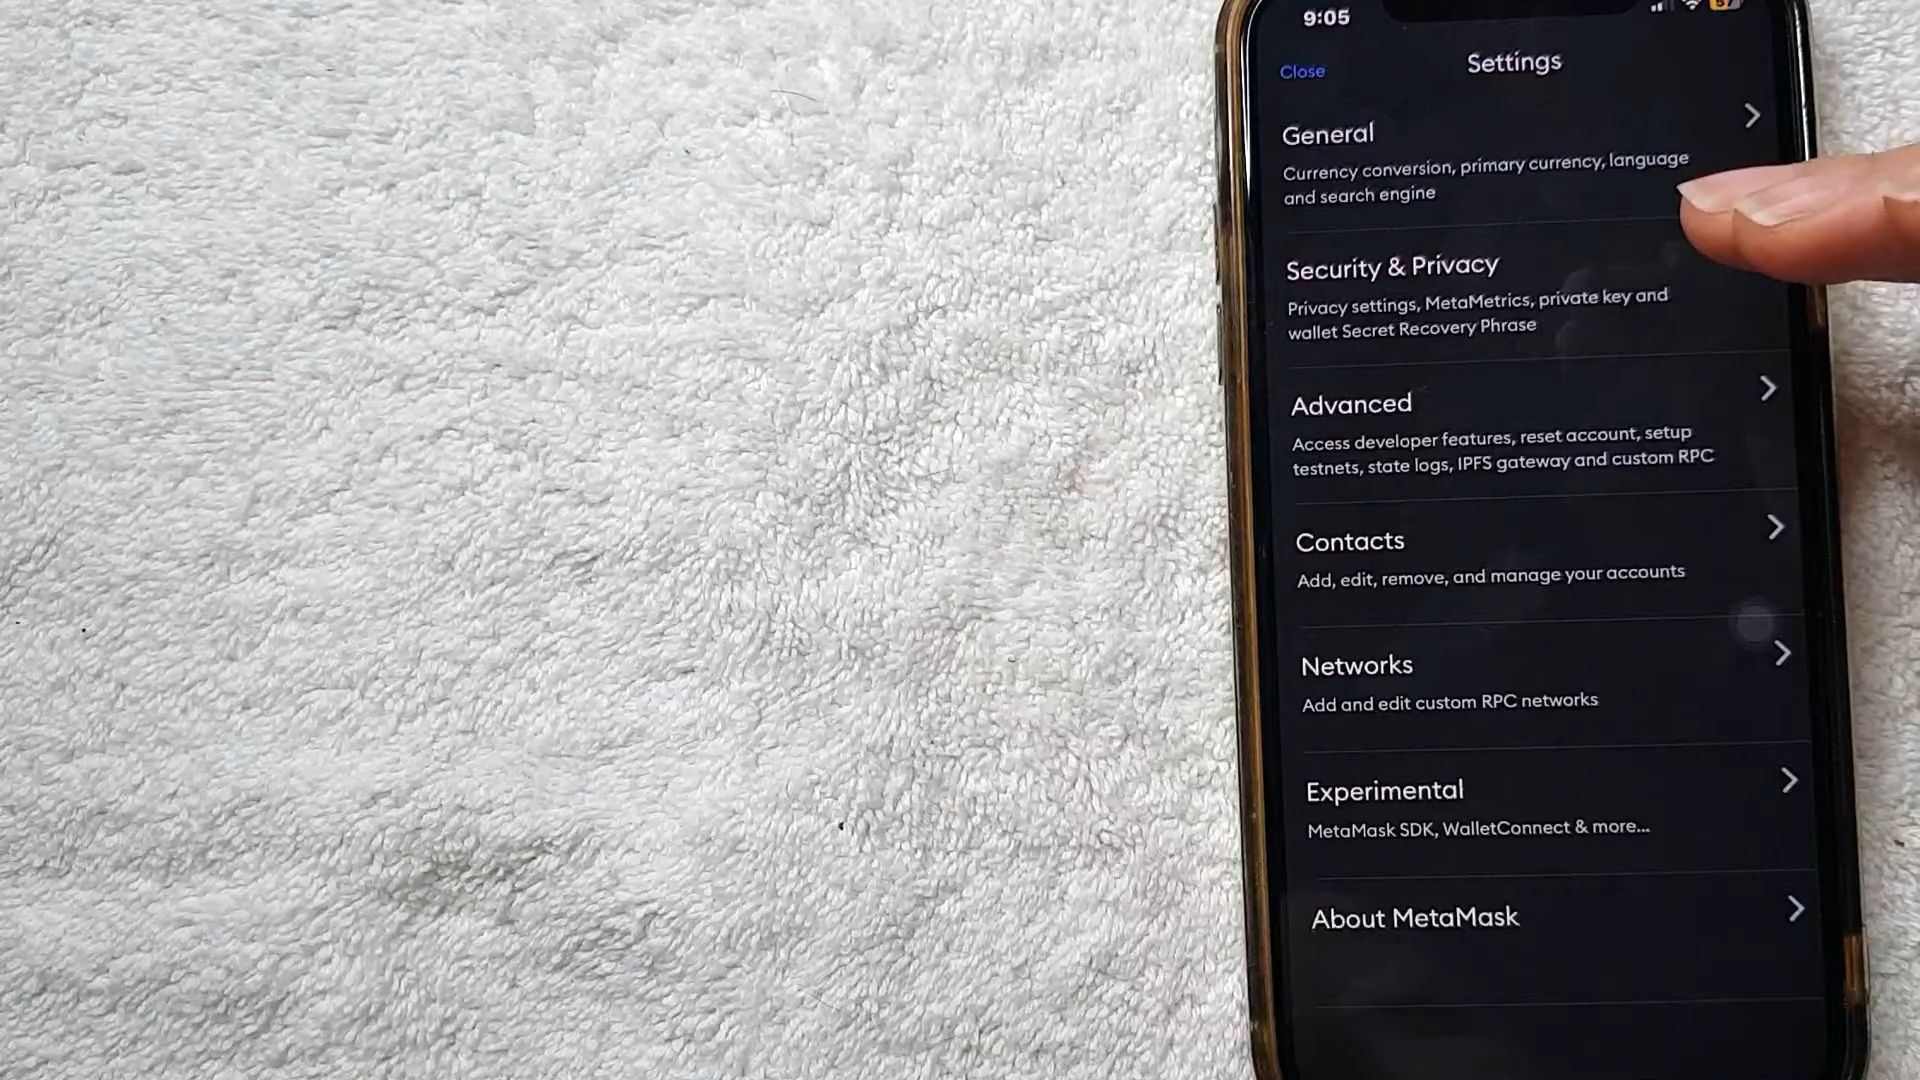 9:05
57
Close
Settings
General
Currency conversion, primary currency, language
and search engine
Security & Privacy
Privacy settings, MetaMetrics, private key and
wallet Secret Recovery Phrase
Advanced
Access developer features, reset account, setup
testnets, state logs, IPFS gateway and custom RPC
Contacts
Add, edit, remove, and manage your accounts
Networks
Add and edit custom RPC networks
Experimental
MetaMask SDK, WalletConnect & more...
About MetaMask